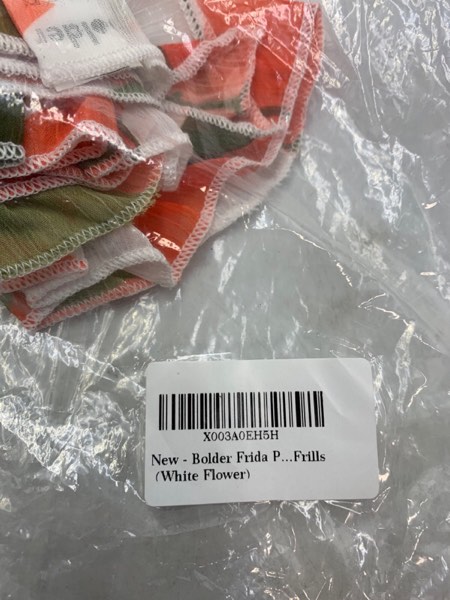 older
X003A0EH5H
New - Bolder Frida P...Frills
(White Flower)